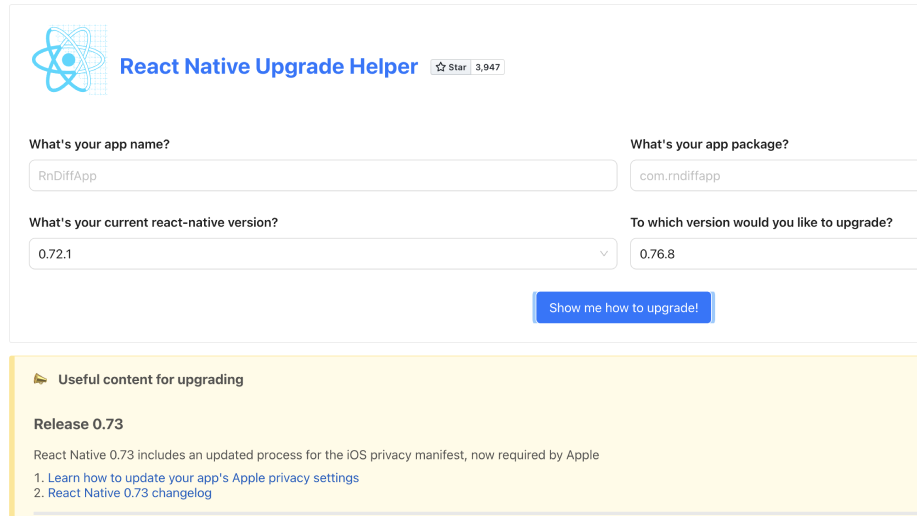 React Native Upgrade Helper
Star 3,947
What's your app name?
What's your app package?
RnDiffApp
com.rndiffapp
What's your current react-native version?
To which version would you like to upgrade?
0.72.1
0.76.8
Show me how to upgrade!
Useful content for upgrading
Release 0.73
React Native 0.73 includes an updated process for the iOS privacy manifest, now required by Apple
1. Learn how to update your app's Apple privacy settings
2. React Native 0.73 changelog